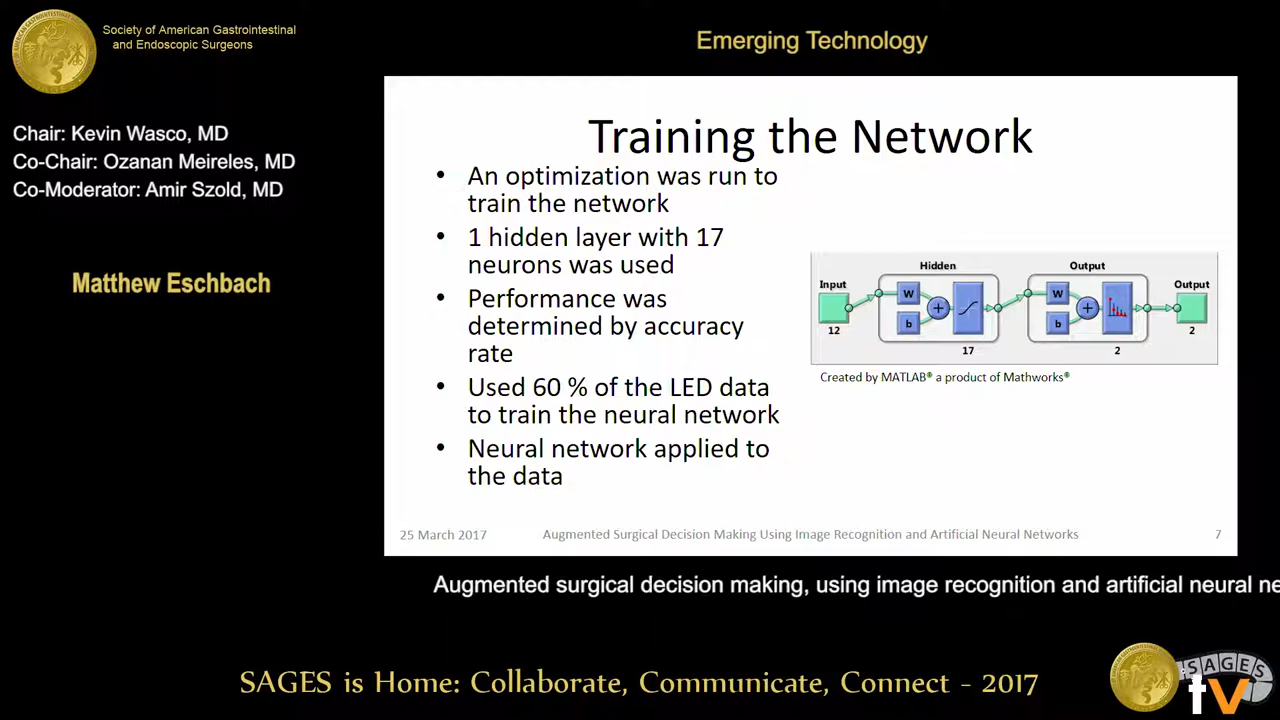 Society of American Gastrointestinal
and Endoscopic Surgeons
Emerging Technology
Chair: Kevin Wasco, MD
Co-Chair: Ozanan Meireles, MD
Co-Moderator: Amir Szold, MD
Matthew Eschbach
Training the Network
• An optimization was run to
train the network
• 1 hidden layer with 17
neurons was used
• Performance was
determined by accuracy
rate
• Used 60 % of the LED data
to train the neural network
• Neural network applied to
the data
Hidden
Output
Input
Output
W
W
+
+
b
b
12
2
17
2
Created by MATLAB® a product of Mathworks®
25 March 2017
Augmented Surgical Decision Making Using Image Recognition and Artificial Neural Networks
7
Augmented surgical decision making, using image recognition and artificial neural ne
SAGES is Home: Collaborate, Communicate, Connect - 2017
SAGES
tv